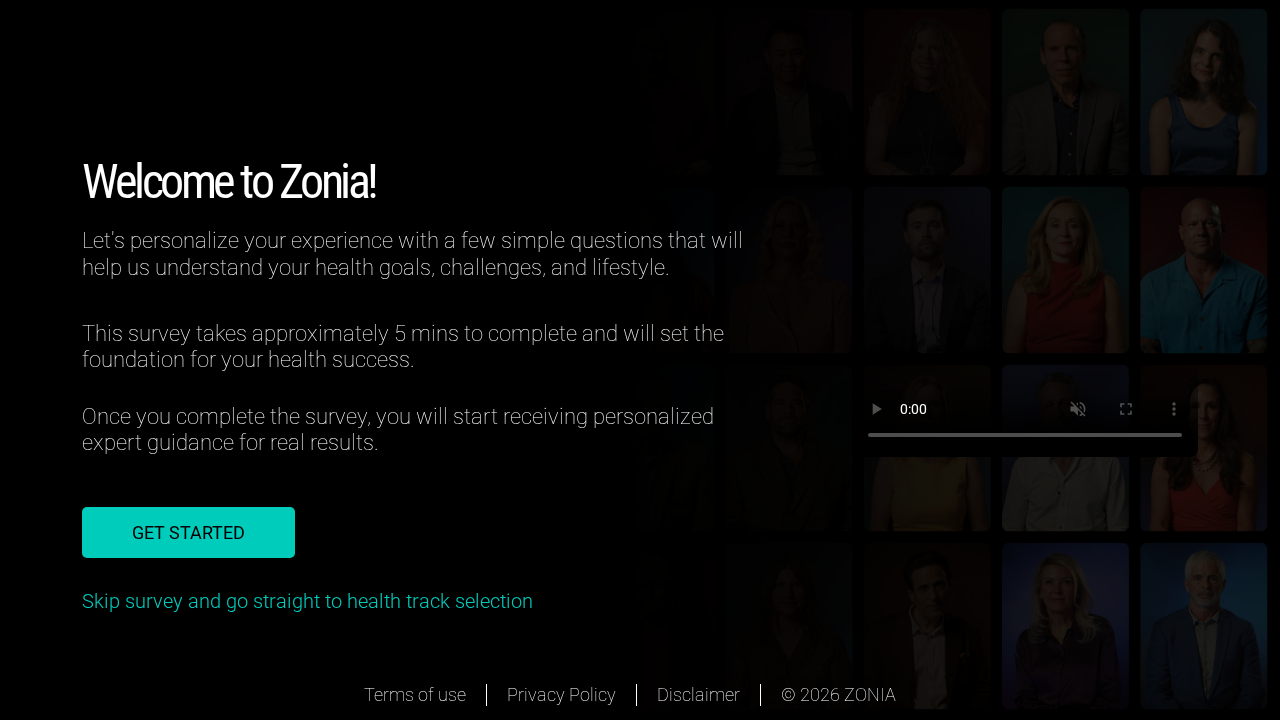 Welcome to Zonia!
Let's personalize your experience with a few simple questions that will
help us understand your health goals, challenges, and lifestyle.
This survey takes approximately 5 mins to complete and will set the
foundation for your health success.
Once you complete the survey, you will start receiving personalized
expert guidance for real results.
0:00
GET STARTED
Skip survey and go straight to health track selection
Terms of use
Privacy Policy
Disclaimer
© 2026 ZONIA